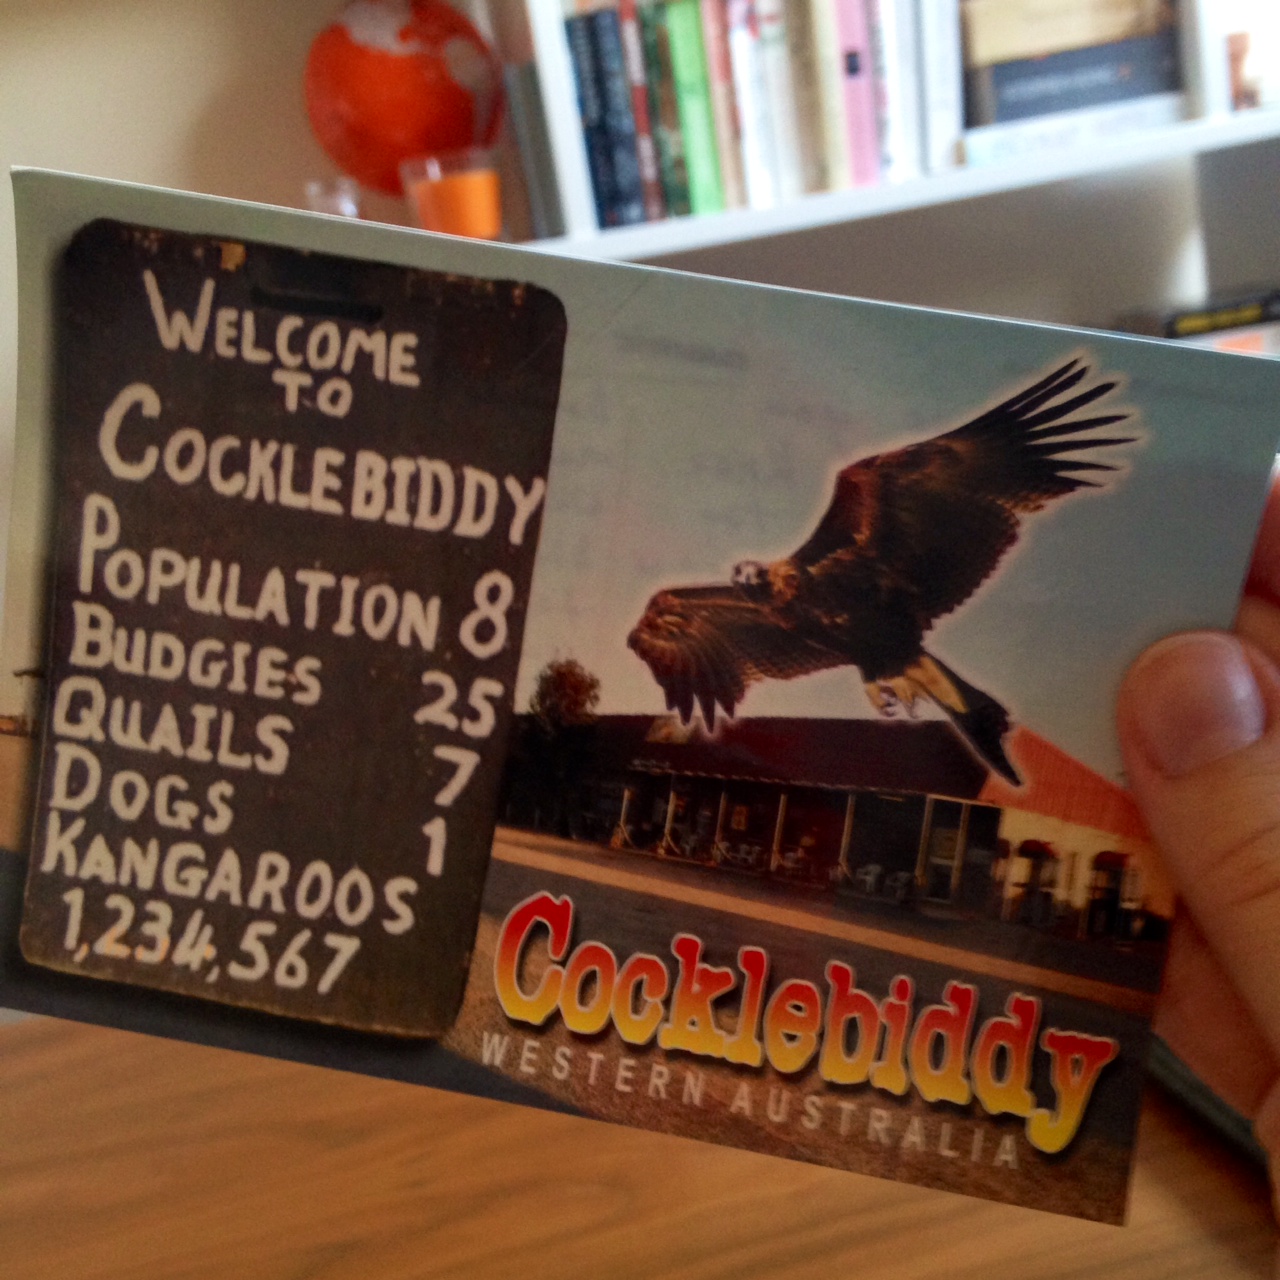 WELCOME
TO
COCKLEBIDDY
POPULATION 8
BUDGIES 25
QUAILS 7
DOGS 1
KANGAROOS
1,234,567
Cocklebiddy
WESTERN AUSTRALIA